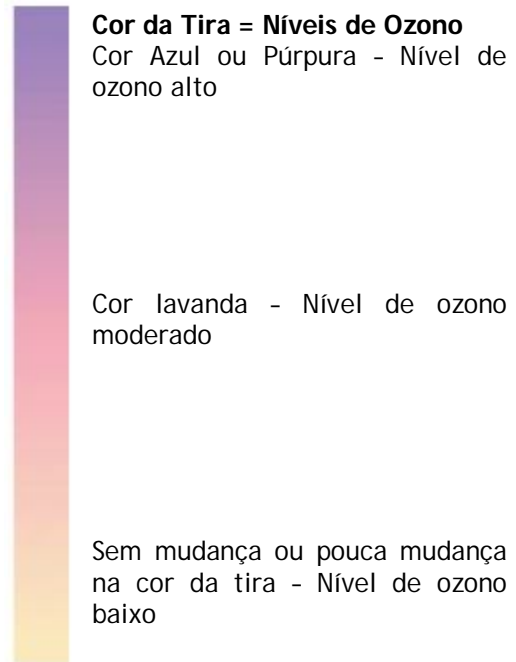 Cor da Tira = Níveis de Ozono
Cor Azul ou Púrpura - Nível de
ozono alto
Cor lavanda - Nível de ozono
moderado
Sem mudança ou pouca mudança
na cor da tira - Nível de ozono
baixo